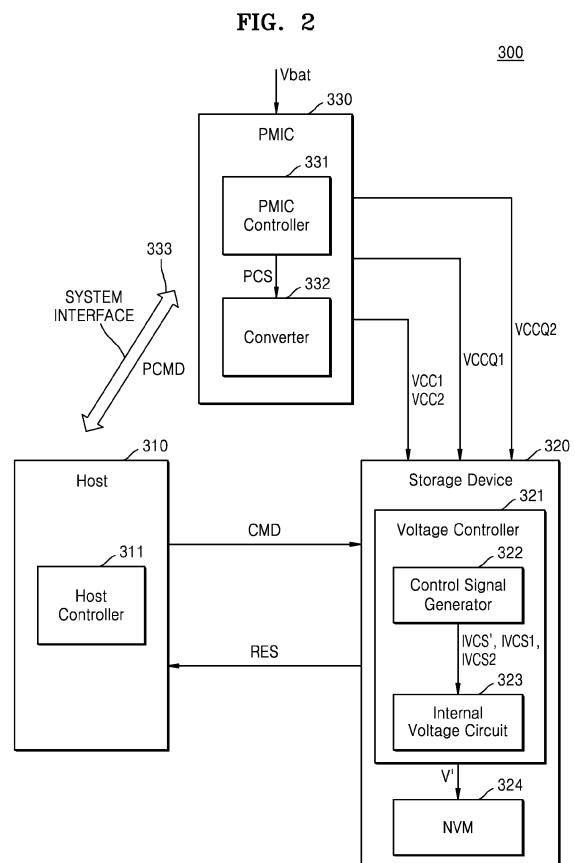 FIG. 2
300
Vbat
330
PMIC
331
PMIC
Controller
333
PCS
332
SYSTEM
INTERFACE
Converter
PCMD
VCC1
VCC2
VCCQ1
VCCQ2
310
Host
320
Storage Device
321
Voltage Controller
CMD
322
311
Host
Controller
Control Signal
Generator
IVCS', IVCS1,
IVCS2
RES
323
Internal
Voltage Circuit
V'
324
NVM